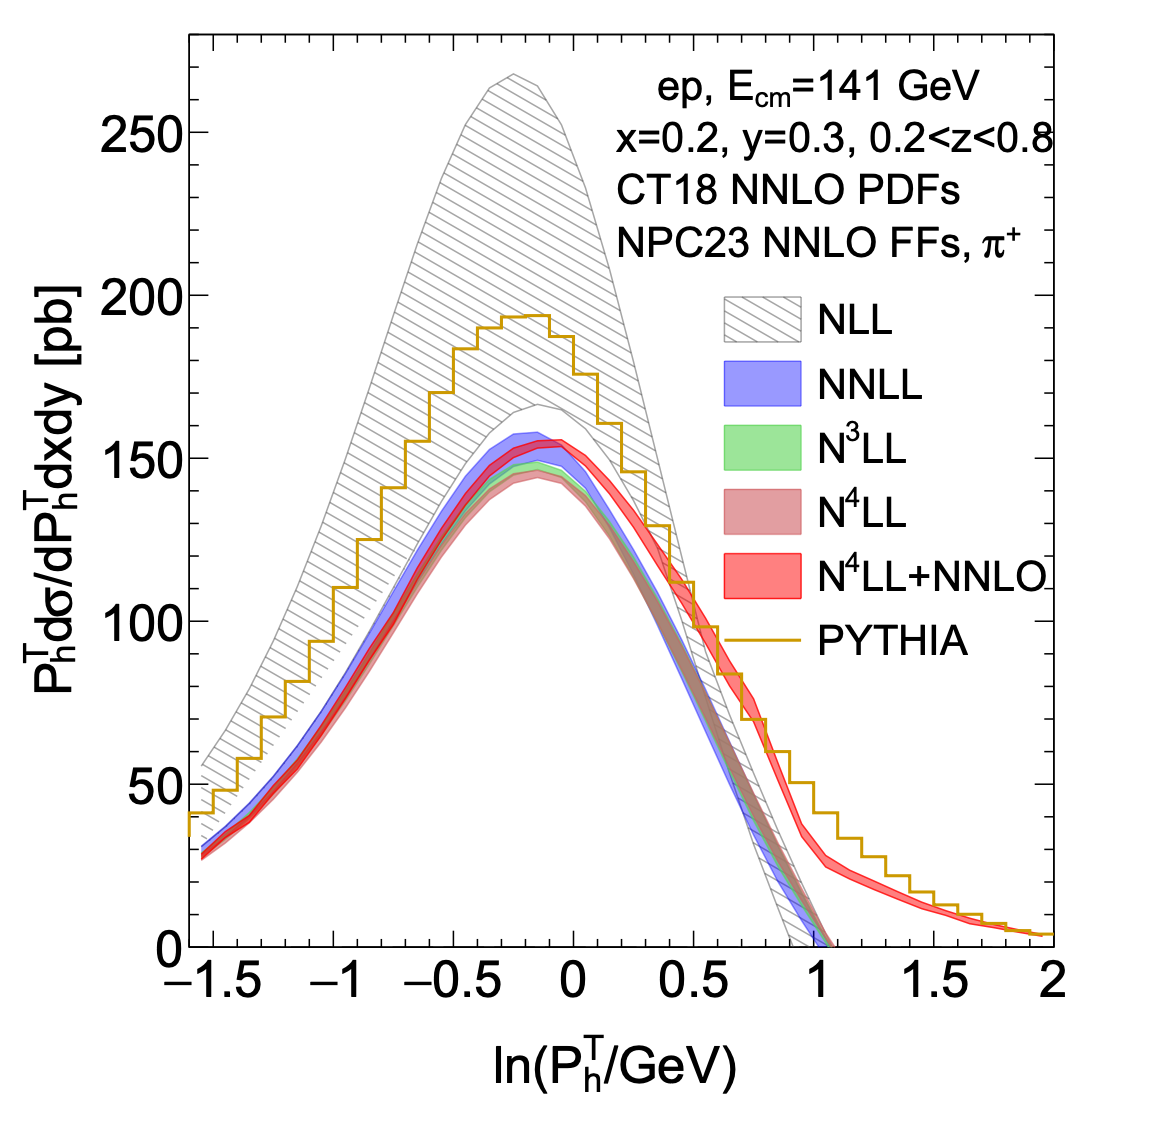 ep, E_cm=141 GeV
x=0.2, y=0.3, 0.2<z<0.8
CT18 NNLO PDFs
NPC23 NNLO FFs, π⁺
NLL
NNLL
N³LL
N⁴LL
N⁴LL+NNLO
PYTHIA
P_h^T dσ/dP_h^T dxdy [pb]
250
200
150
100
50
0
−1.5 −1 −0.5 0 0.5 1 1.5 2
ln(P_h^T/GeV)